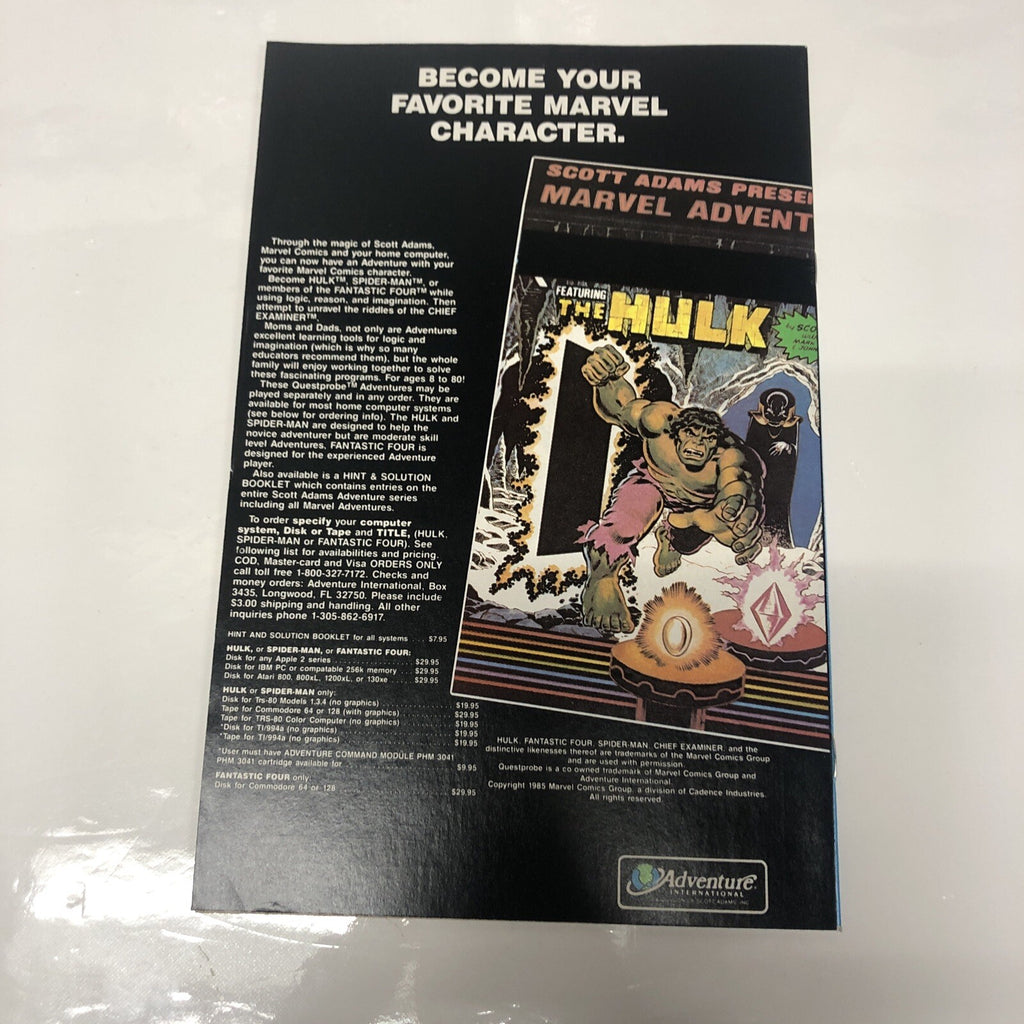 BECOME YOUR
FAVORITE MARVEL
CHARACTER.
SCOTT ADAMS PRESE
MARVEL ADVENT
FEATURING
THE HULK
by SCO
Through the magic of Scott Adams,
Marvel Comics and your home computer,
you can now have an Adventure with your
favorite Marvel Comics character.
Become HULK™, SPIDER-MAN™, or
members of the FANTASTIC FOUR™ while
using logic, reason, and imagination. Then
attempt to unravel the riddles of the CHIEF
EXAMINER™.
Moms and Dads, not only are Adventures
excellent learning tools for logic and
imagination (which is why so many
educators recommend them), but the whole
family will enjoy working together to solve
these fascinating programs. For ages 8 to 80!
These Questprobe™ Adventures may be
played separately and in any order. They are
available for most home computer systems
(see below for ordering info). The HULK and
SPIDER-MAN are designed to help the
novice adventurer but are moderate skill
level Adventures. FANTASTIC FOUR is
designed for the experienced Adventure
player.
Also available is a HINT & SOLUTION
BOOKLET which contains entries on the
entire Scott Adams Adventure series
including all Marvel Adventures.
To order specify your computer
system, Disk or Tape and TITLE, (HULK,
SPIDER-MAN or FANTASTIC FOUR). See
following list for availabilities and pricing.
COD, Master-card and Visa ORDERS ONLY
call toll free 1-800-327-7172. Checks and
money orders: Adventure International, Box
3435, Longwood, FL 32750. Please include
$3.00 shipping and handling. All other
inquiries phone 1-305-862-6917.
HINT AND SOLUTION BOOKLET for all systems ... $7.95
HULK, or SPIDER-MAN, or FANTASTIC FOUR:
Disk for any Apple 2 series ... $29.95
Disk for IBM PC or compatable 256k memory ... $29.95
Disk for Atari 800, 800xL, 1200xL, or 130xe ... $29.95
HULK or SPIDER-MAN only:
Disk for Trs-80 Models 1,3,4 (no graphics) ... $19.95
Tape for Commodore 64 or 128 (with graphics) ... $29.95
Tape for TRS-80 Color Computer (no graphics) ... $19.95
*Disk for TI/994a (no graphics) ... $19.95
*Tape for TI/994a (no graphics) ... $19.95
*User must have ADVENTURE COMMAND MODULE PHM 3041
PHM 3041 cartridge available for ... $9.95
FANTASTIC FOUR only:
Disk for Commodore 64 or 128 ... $29.95
HULK, FANTASTIC FOUR, SPIDER-MAN, CHIEF EXAMINER, and the
distinctive likenesses thereof are trademarks of the Marvel Comics Group
and are used with permission.
Questprobe is a co owned trademark of Marvel Comics Group and
Adventure International.
Copyright 1985 Marvel Comics Group, a division of Cadence Industries.
All rights reserved.
Adventure
INTERNATIONAL
SCOTT ADAMS, INC